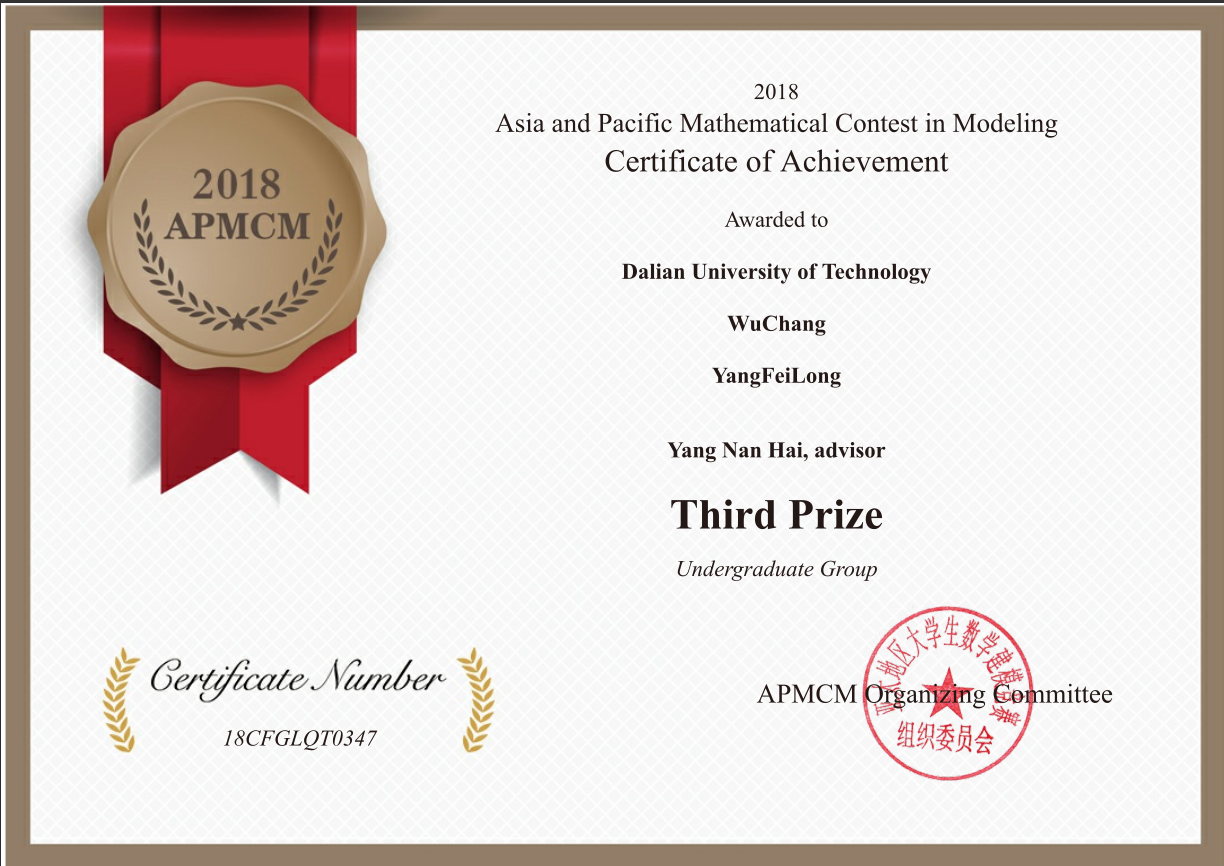 2018
APMCM
2018
Asia and Pacific Mathematical Contest in Modeling
Certificate of Achievement
Awarded to
Dalian University of Technology
WuChang
YangFeiLong
Yang Nan Hai, advisor
Third Prize
Undergraduate Group
Certificate Number
18CFGLQT0347
APMCM Organizing Committee
亚太地区大学生数学建模竞赛
组织委员会